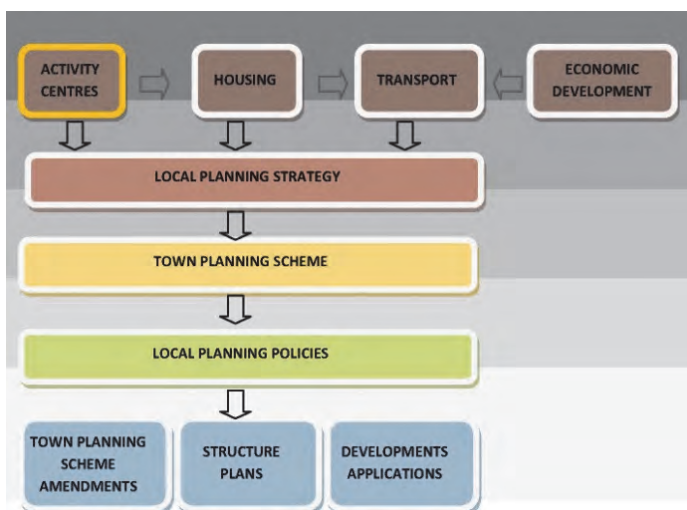 ACTIVITY
CENTRES
HOUSING
TRANSPORT
ECONOMIC
DEVELOPMENT
LOCAL PLANNING STRATEGY
TOWN PLANNING SCHEME
LOCAL PLANNING POLICIES
TOWN PLANNING
SCHEME
AMENDMENTS
STRUCTURE
PLANS
DEVELOPMENTS
APPLICATIONS